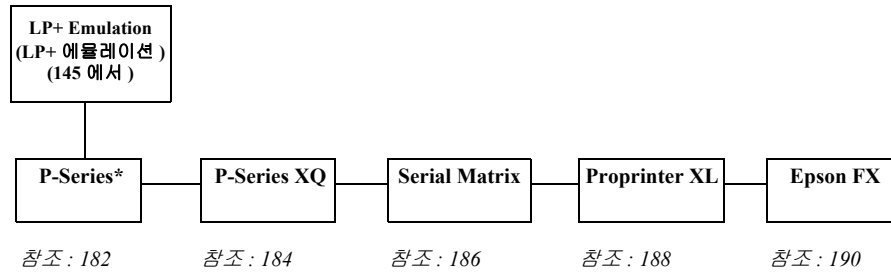 LP+ Emulation
(LP+ 에뮬레이션 )
(145 에서 )
P-Series*
P-Series XQ
Serial Matrix
Proprinter XL
Epson FX
참조 : 182
참조 : 184
참조 : 186
참조 : 188
참조 : 190